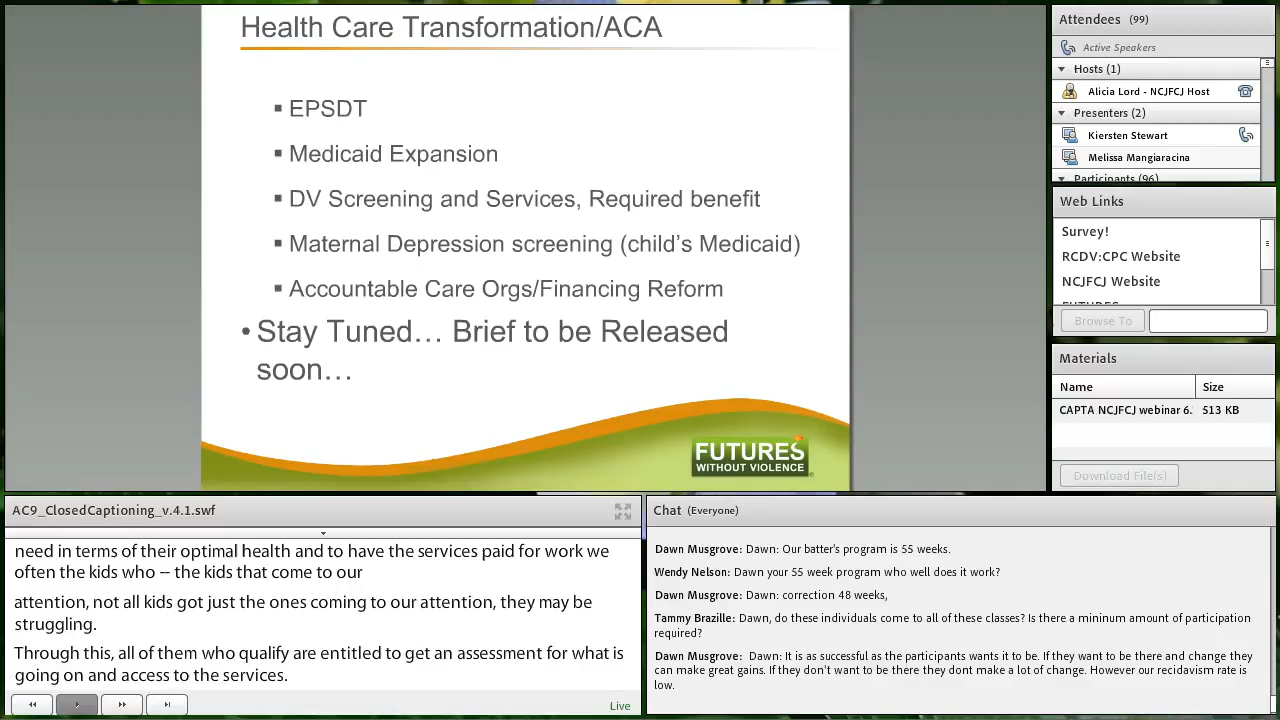 Health Care Transformation/ACA
▪ EPSDT
▪ Medicaid Expansion
▪ DV Screening and Services, Required benefit
▪ Maternal Depression screening (child's Medicaid)
▪ Accountable Care Orgs/Financing Reform
• Stay Tuned… Brief to be Released
soon…
FUTURES
WITHOUT VIOLENCE
Attendees (99)
Active Speakers
Hosts (1)
Alicia Lord - NCJFCJ Host
Presenters (2)
Kiersten Stewart
Melissa Mangiaracina
Participants (96)
Web Links
Survey!
RCDV:CPC Website
NCJFCJ Website
FUTURES
Browse To
Materials
Name Size
CAPTA NCJFCJ webinar 6. 513 KB
Download File(s)
AC9_ClosedCaptioning_v.4.1.swf
need in terms of their optimal health and to have the services paid for work we
often the kids who -- the kids that come to our
attention, not all kids got just the ones coming to our attention, they may be
struggling.
Through this, all of them who qualify are entitled to get an assessment for what is
going on and access to the services.
Live
Chat (Everyone)
Dawn Musgrove: Dawn: Our batter's program is 55 weeks.
Wendy Nelson: Dawn your 55 week program who well does it work?
Dawn Musgrove: Dawn: correction 48 weeks,
Tammy Brazille: Dawn, do these individuals come to all of these classes? Is there a mininum amount of participation
required?
Dawn Musgrove: Dawn: It is as successful as the participants wants it to be. If they want to be there and change they
can make great gains. If they don't want to be there they dont make a lot of change. However our recidavism rate is
low.